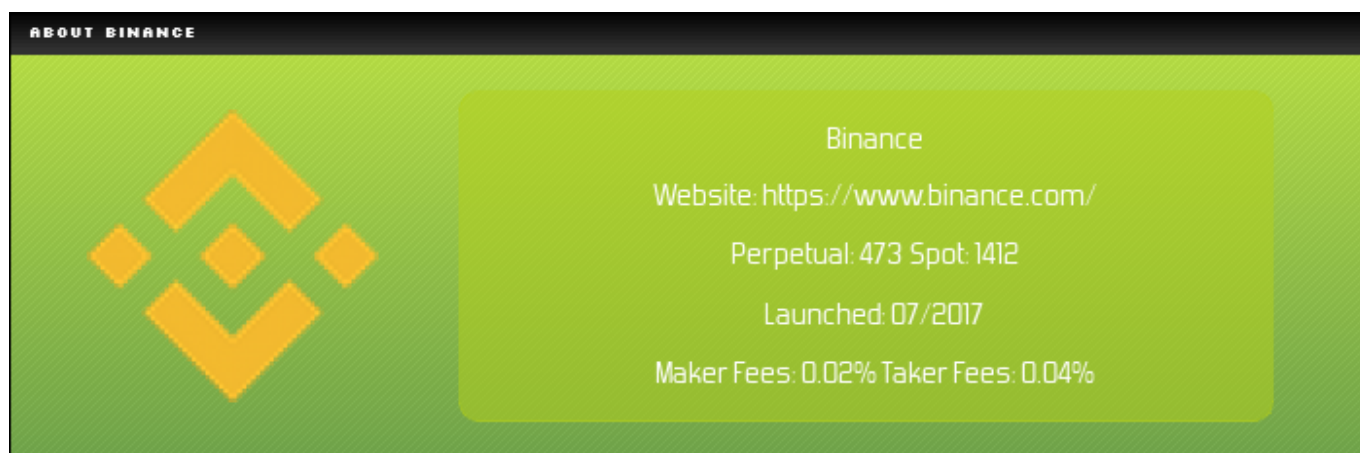 ABOUT BINANCE
Binance
Website: https://www.binance.com/
Perpetual: 473 Spot: 1412
Launched: 07/2017
Maker Fees: 0.02% Taker Fees: 0.04%